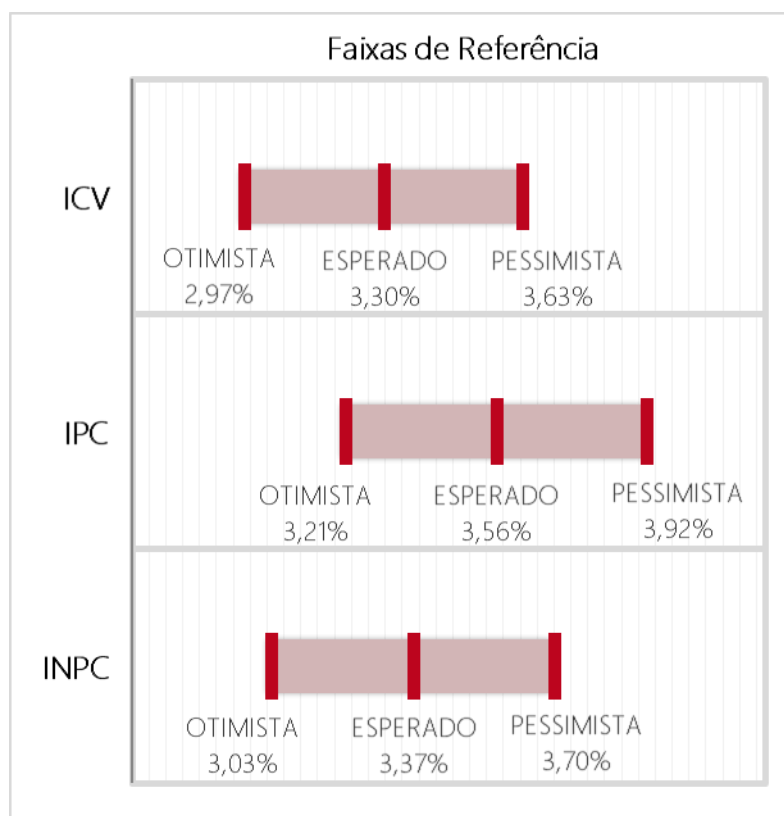 Faixas de Referência
ICV
OTIMISTA ESPERADO PESSIMISTA
2,97% 3,30% 3,63%
IPC
OTIMISTA ESPERADO PESSIMISTA
3,21% 3,56% 3,92%
INPC
OTIMISTA ESPERADO PESSIMISTA
3,03% 3,37% 3,70%